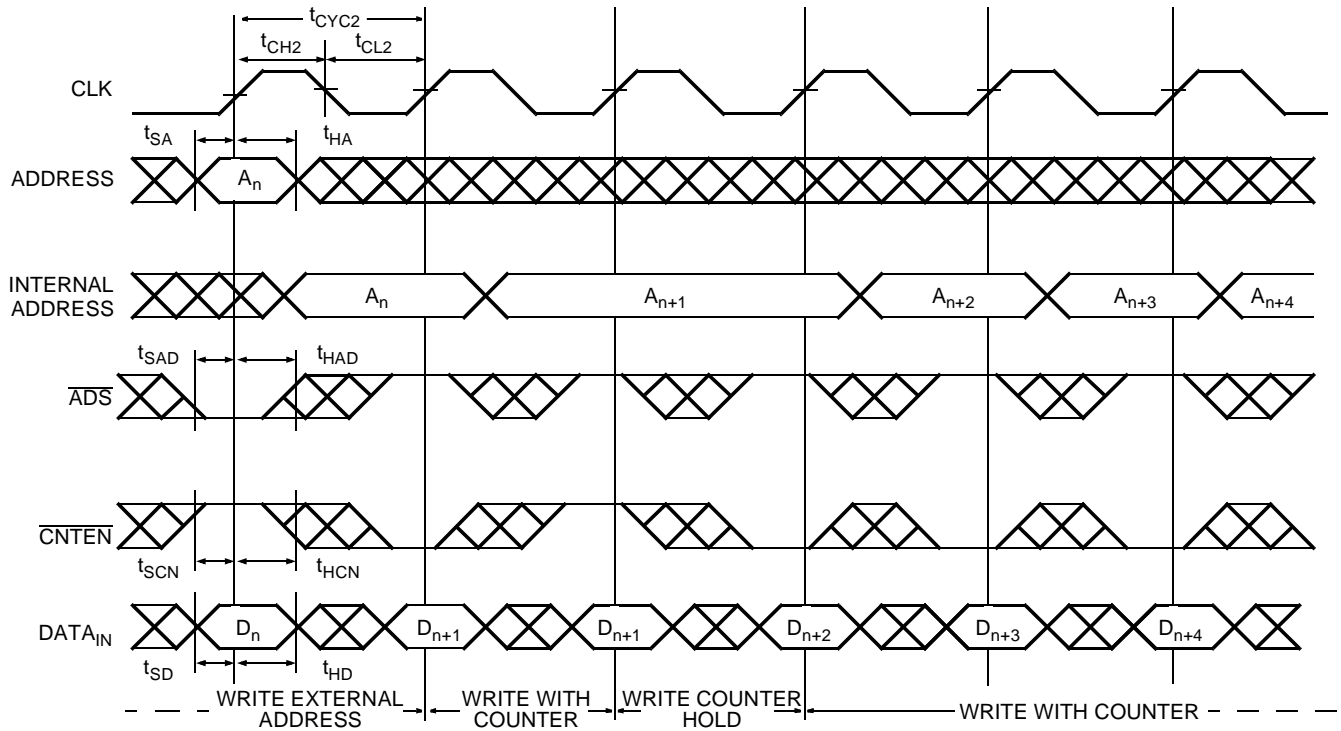 tCYC2
tCH2 tCL2
CLK
tSA tHA
ADDRESS An
INTERNAL
ADDRESS An An+1 An+2 An+3 An+4
tSAD tHAD
ADS
CNTEN
tSCN tHCN
DATAIN Dn Dn+1 Dn+1 Dn+2 Dn+3 Dn+4
tSD tHD
WRITE EXTERNAL
ADDRESS
WRITE WITH
COUNTER
WRITE COUNTER
HOLD
WRITE WITH COUNTER